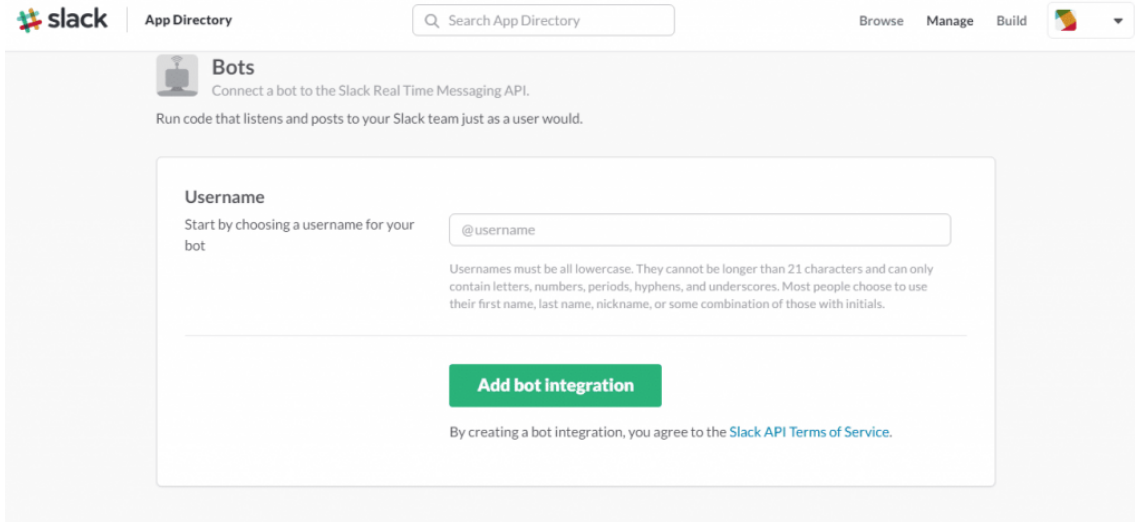 slack App Directory Search App Directory Browse Manage Build
Bots
Connect a bot to the Slack Real Time Messaging API.
Run code that listens and posts to your Slack team just as a user would.
Username
Start by choosing a username for your
bot
@username
Usernames must be all lowercase. They cannot be longer than 21 characters and can only
contain letters, numbers, periods, hyphens, and underscores. Most people choose to use
their first name, last name, nickname, or some combination of those with initials.
Add bot integration
By creating a bot integration, you agree to the Slack API Terms of Service.